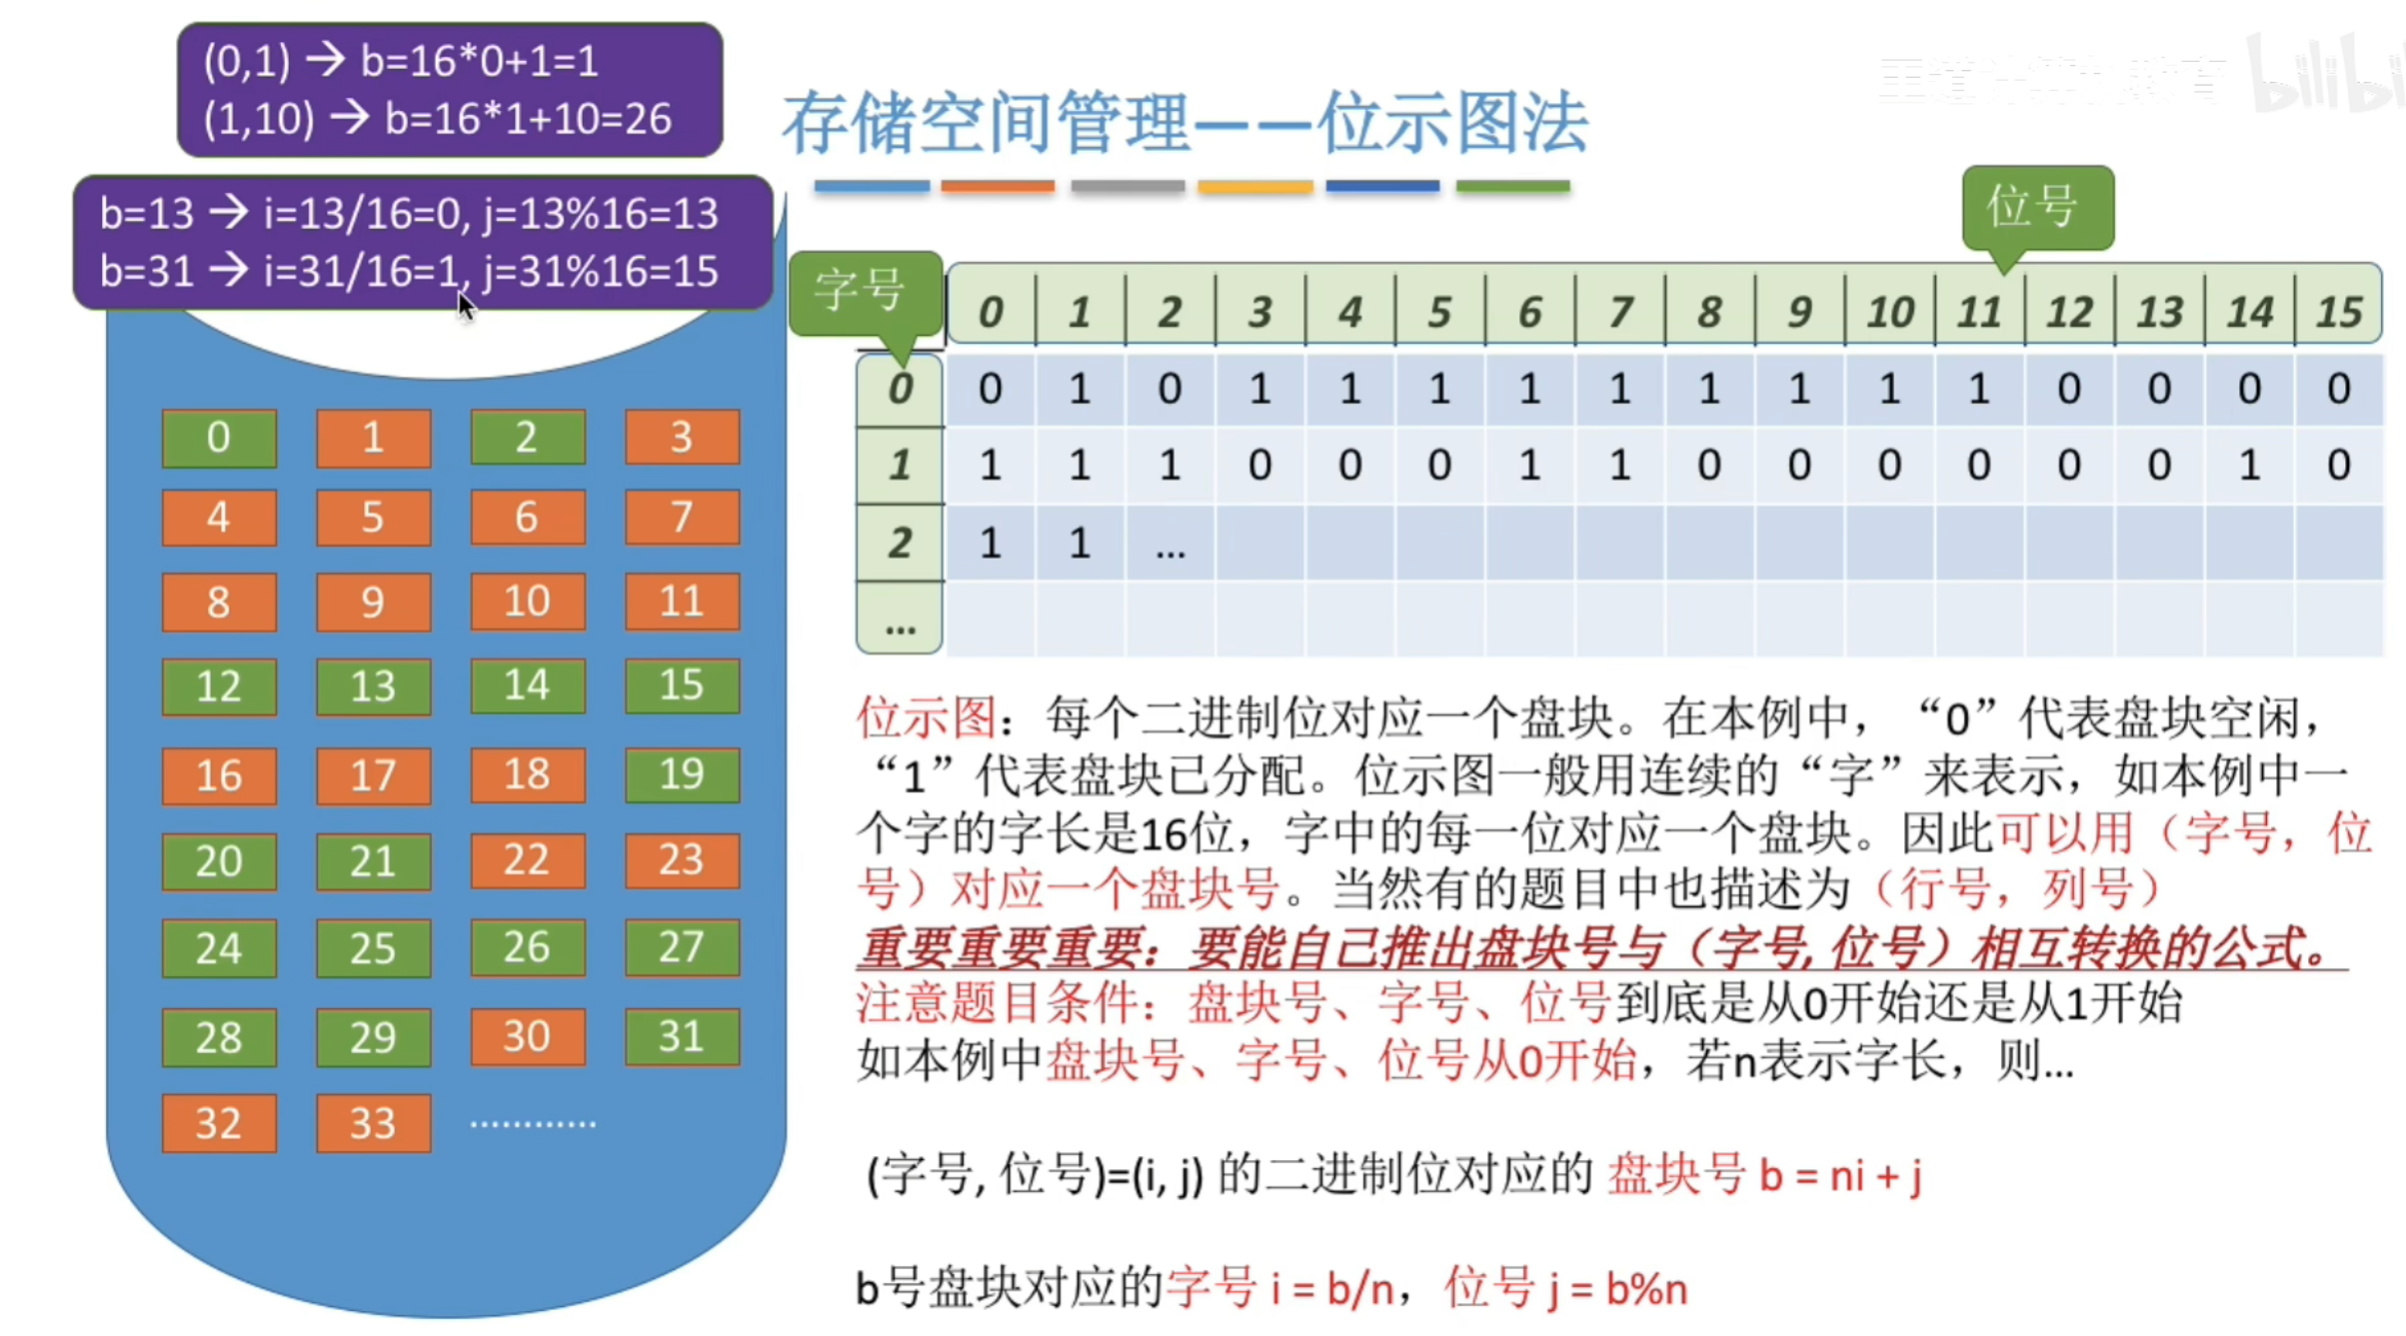 (0,1) → b=16*0+1=1
(1,10) → b=16*1+10=26
b=13 → i=13/16=0, j=13%16=13
b=31 → i=31/16=1, j=31%16=15
存储空间管理——位示图法
bilibili
位号
字号
0 1 2 3 4 5 6 7 8 9 10 11 12 13 14 15
0 0 1 0 1 1 1 1 1 1 1 1 1 0 0 0 0
1 1 1 1 0 0 0 1 1 0 0 0 0 0 0 1 0
2 1 1 ...
...
0 1 2 3
4 5 6 7
8 9 10 11
12 13 14 15
16 17 18 19
20 21 22 23
24 25 26 27
28 29 30 31
32 33 …………
位示图：每个二进制位对应一个盘块。在本例中，“0”代表盘块空闲，
“1”代表盘块已分配。位示图一般用连续的“字”来表示，如本例中一
个字的字长是16位，字中的每一位对应一个盘块。因此可以用（字号，位
号）对应一个盘块号。当然有的题目中也描述为（行号，列号）
重要重要重要：要能自己推出盘块号与（字号, 位号）相互转换的公式。
注意题目条件：盘块号、字号、位号到底是从0开始还是从1开始
如本例中盘块号、字号、位号从0开始，若n表示字长，则...
(字号, 位号)=(i, j) 的二进制位对应的 盘块号 b = ni + j
b号盘块对应的字号 i = b/n，位号 j = b%n